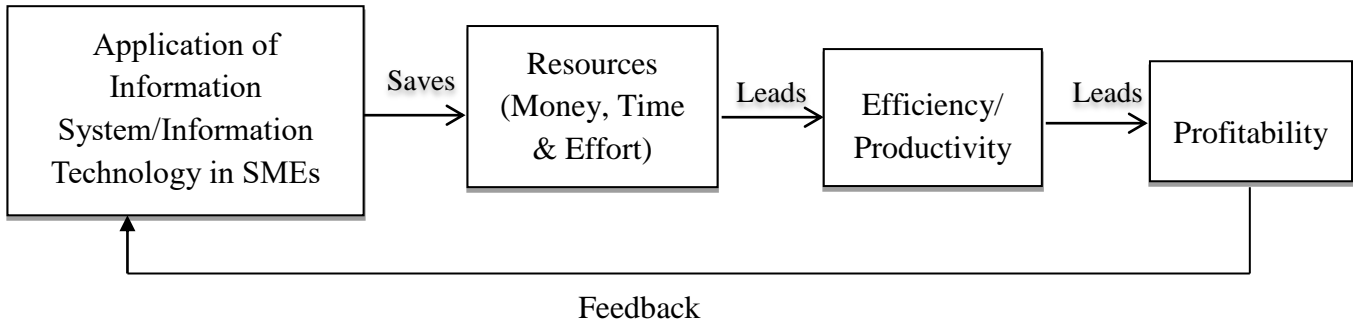 Application of
Information
System/Information
Technology in SMEs
Saves
Resources
(Money, Time
& Effort)
Leads
Efficiency/
Productivity
Leads
Profitability
Feedback